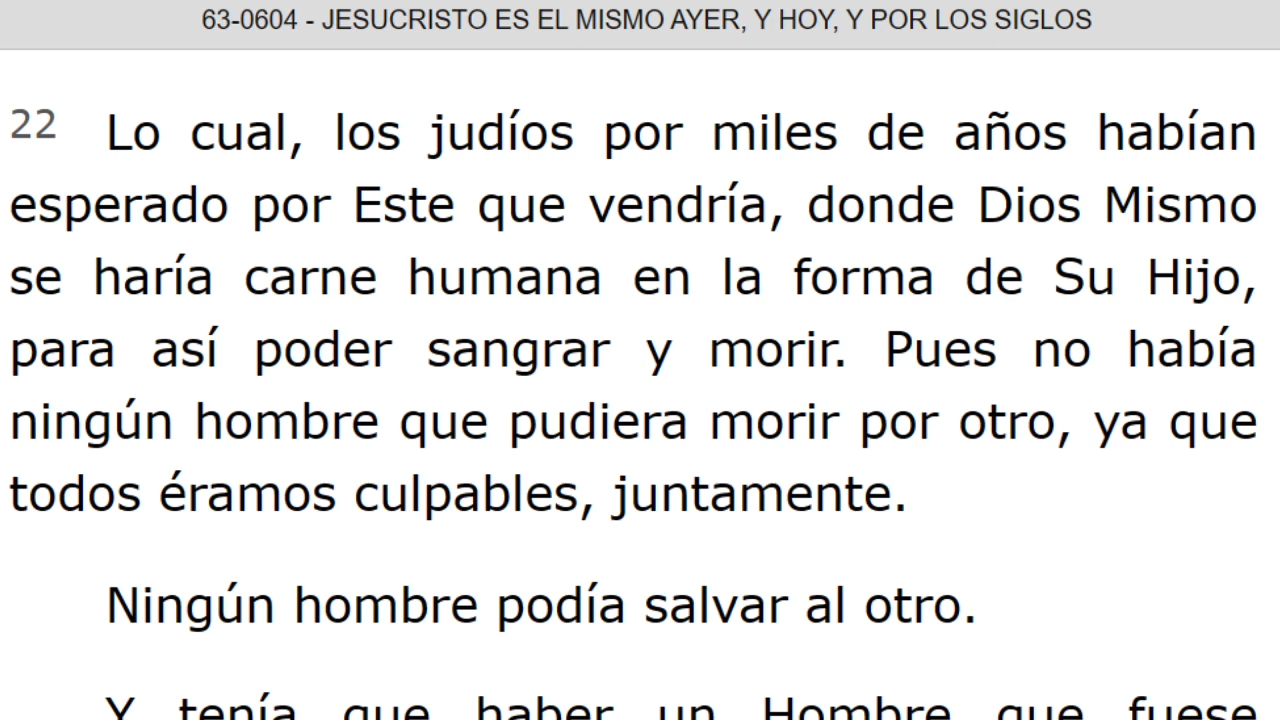 63-0604 - JESUCRISTO ES EL MISMO AYER, Y HOY, Y POR LOS SIGLOS
22 Lo cual, los judíos por miles de años habían
esperado por Este que vendría, donde Dios Mismo
se haría carne humana en la forma de Su Hijo,
para así poder sangrar y morir. Pues no había
ningún hombre que pudiera morir por otro, ya que
todos éramos culpables, juntamente.
Ningún hombre podía salvar al otro.
Y tenía que haber un Hombre que fuese